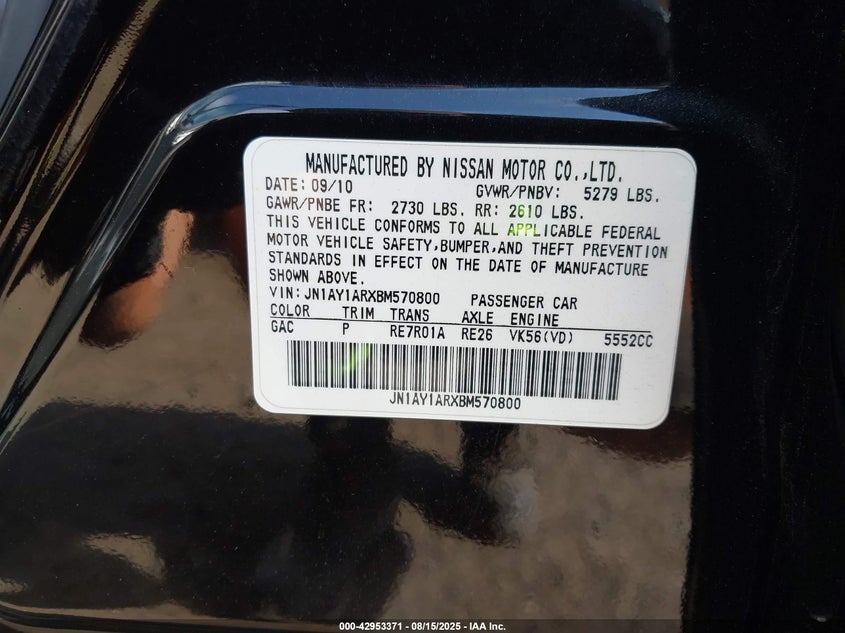 MANUFACTURED BY NISSAN MOTOR CO.,LTD.
DATE: 09/10 GVWR/PNBV: 5279 LBS.
GAWR/PNBE FR: 2730 LBS. RR: 2610 LBS.
THIS VEHICLE CONFORMS TO ALL APPLICABLE FEDERAL
MOTOR VEHICLE SAFETY,BUMPER,AND THEFT PREVENTION
STANDARDS IN EFFECT ON THE DATE OF MANUFACTURE
SHOWN ABOVE.
VIN: JN1AY1ARXBM570800 PASSENGER CAR
COLOR TRIM TRANS AXLE ENGINE
GAC P RE7R01A RE26 VK56(VD) 5552CC
JN1AY1ARXBM570800
000-42953371 - 08/15/2025 - IAA Inc.